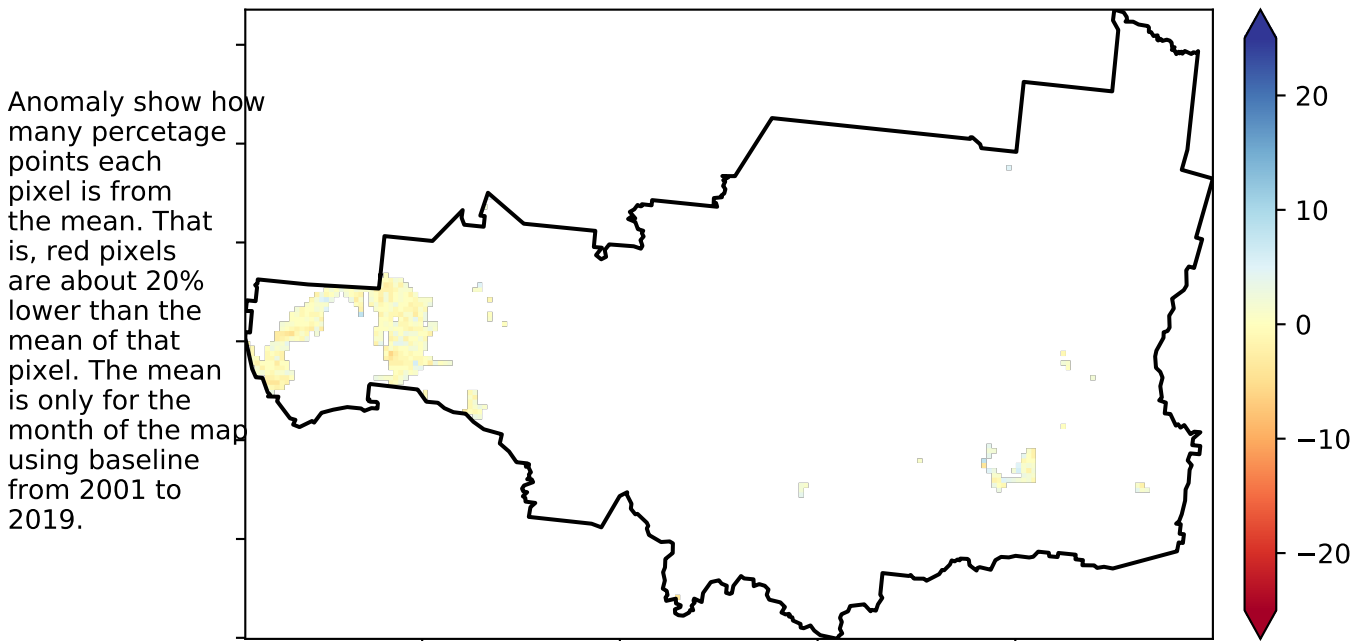 Anomaly show how
many percetage
points each
pixel is from
the mean. That
is, red pixels
are about 20%
lower than the
mean of that
pixel. The mean
is only for the
month of the map
using baseline
from 2001 to
2019.
20
10
0
−10
−20